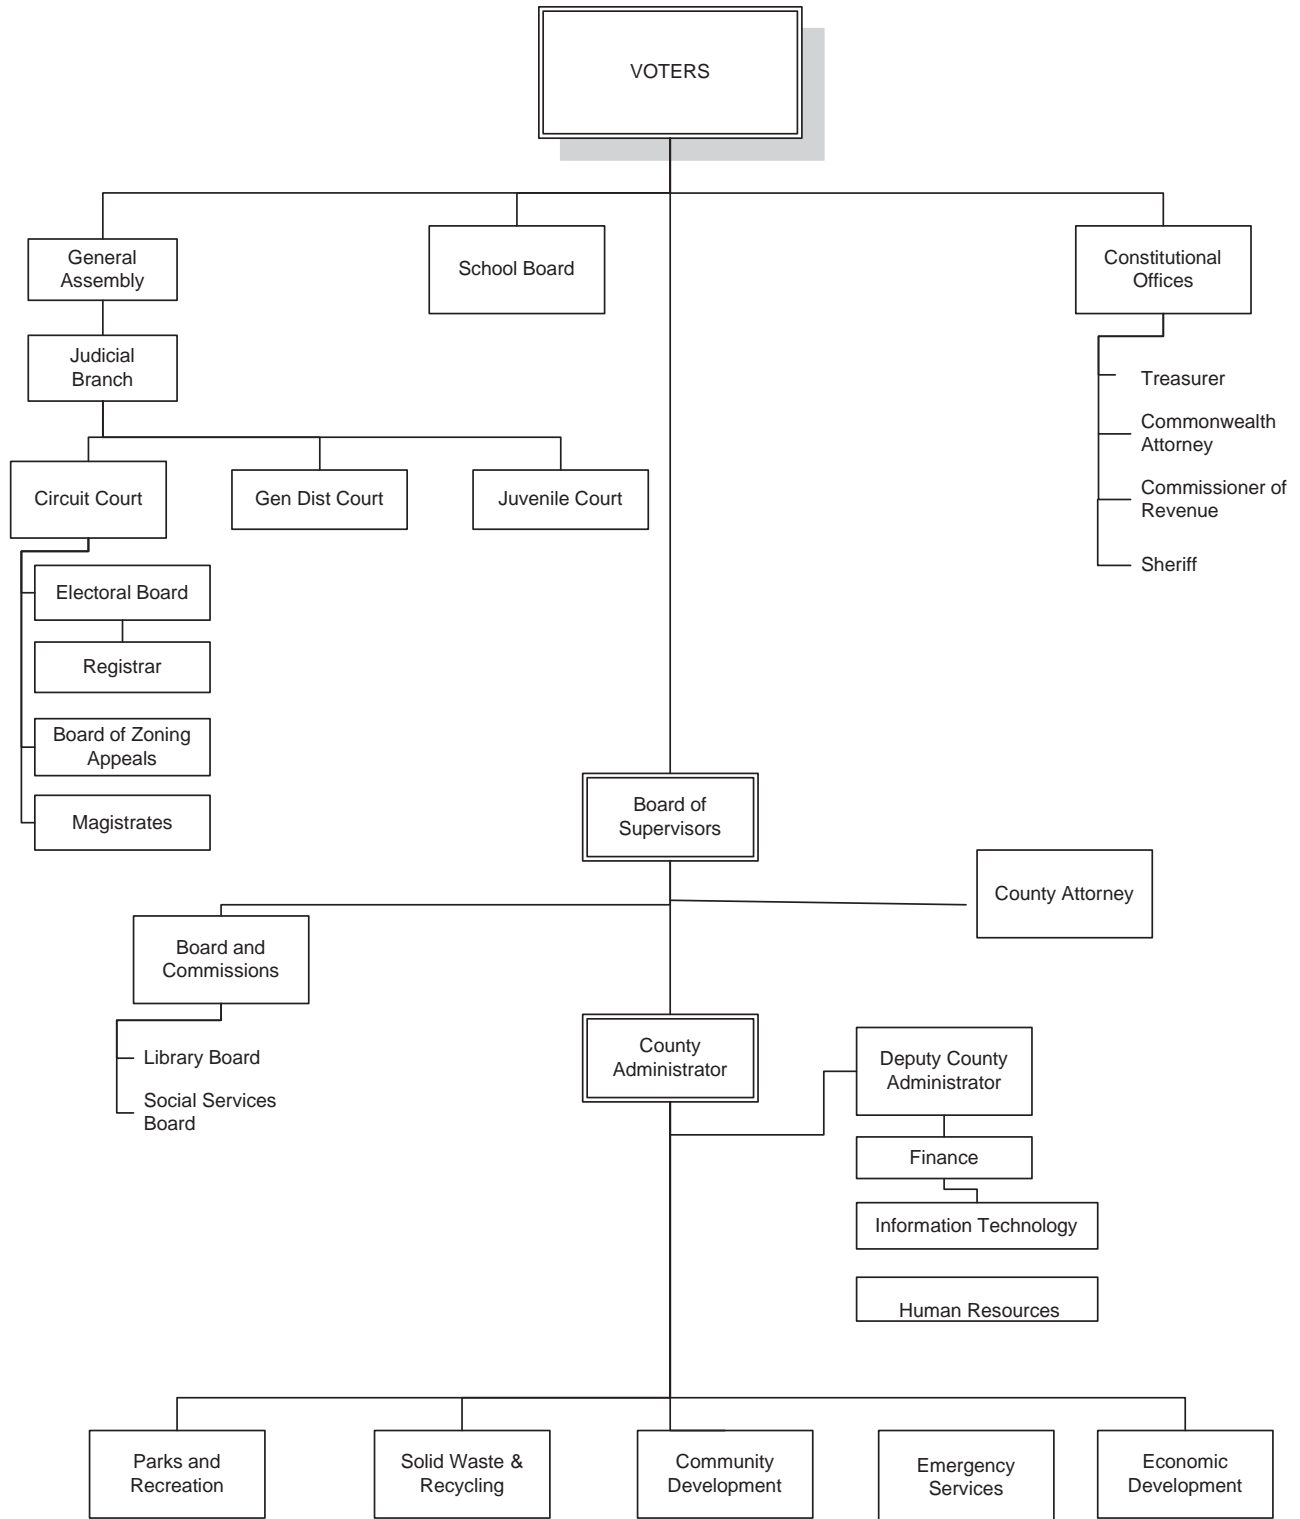 VOTERS
General
Assembly
School Board
Constitutional
Offices
Judicial
Branch
Treasurer
Commonwealth
Attorney
Circuit Court
Gen Dist Court
Juvenile Court
Commissioner of
Revenue
Sheriff
Electoral Board
Registrar
Board of Zoning
Appeals
Magistrates
Board of
Supervisors
County Attorney
Board and
Commissions
Library Board
Social Services
Board
County
Administrator
Deputy County
Administrator
Finance
Information Technology
Human Resources
Parks and
Recreation
Solid Waste &
Recycling
Community
Development
Emergency
Services
Economic
Development